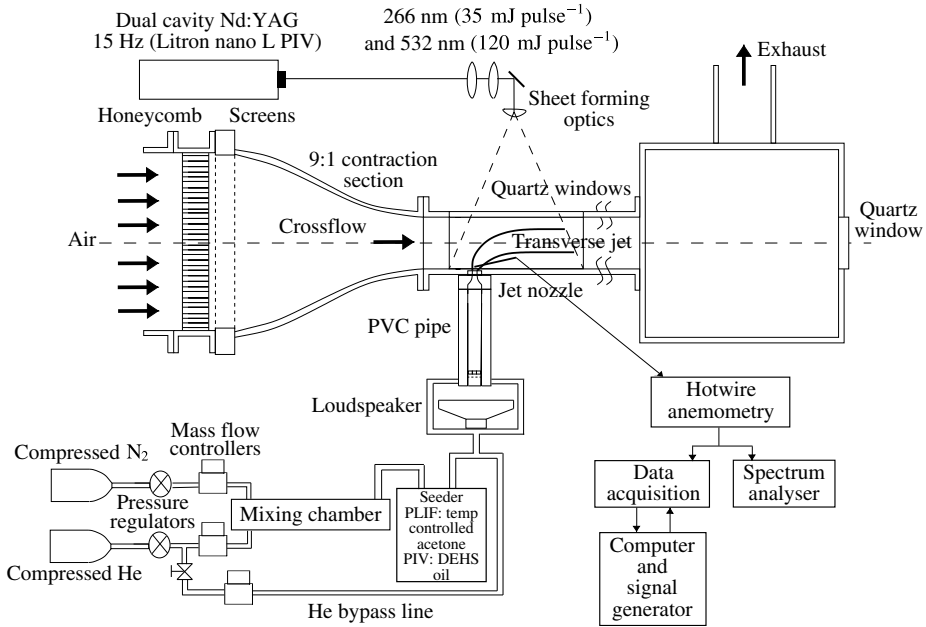 Dual cavity Nd:YAG
15 Hz (Litron nano L PIV)
266 nm (35 mJ pulse⁻¹)
and 532 nm (120 mJ pulse⁻¹)
Exhaust
Sheet forming
optics
Honeycomb
Screens
9:1 contraction
section
Quartz windows
Quartz
window
Air
Crossflow
Transverse jet
Jet nozzle
PVC pipe
Loudspeaker
Hotwire
anemometry
Mass flow
controllers
Compressed N₂
Data
acquisition
Spectrum
analyser
Pressure
regulators
Mixing chamber
Seeder
PLIF: temp
controlled
acetone
PIV: DEHS
oil
Compressed He
Computer
and
signal
generator
He bypass line